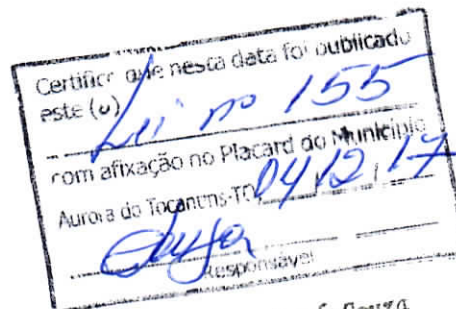 Certifico que nesta data foi publicado
este (a) Lei nº 155
com afixação no Placard do Município
Aurora do Tocantins-TO, 04/12/17
Responsável
Souza